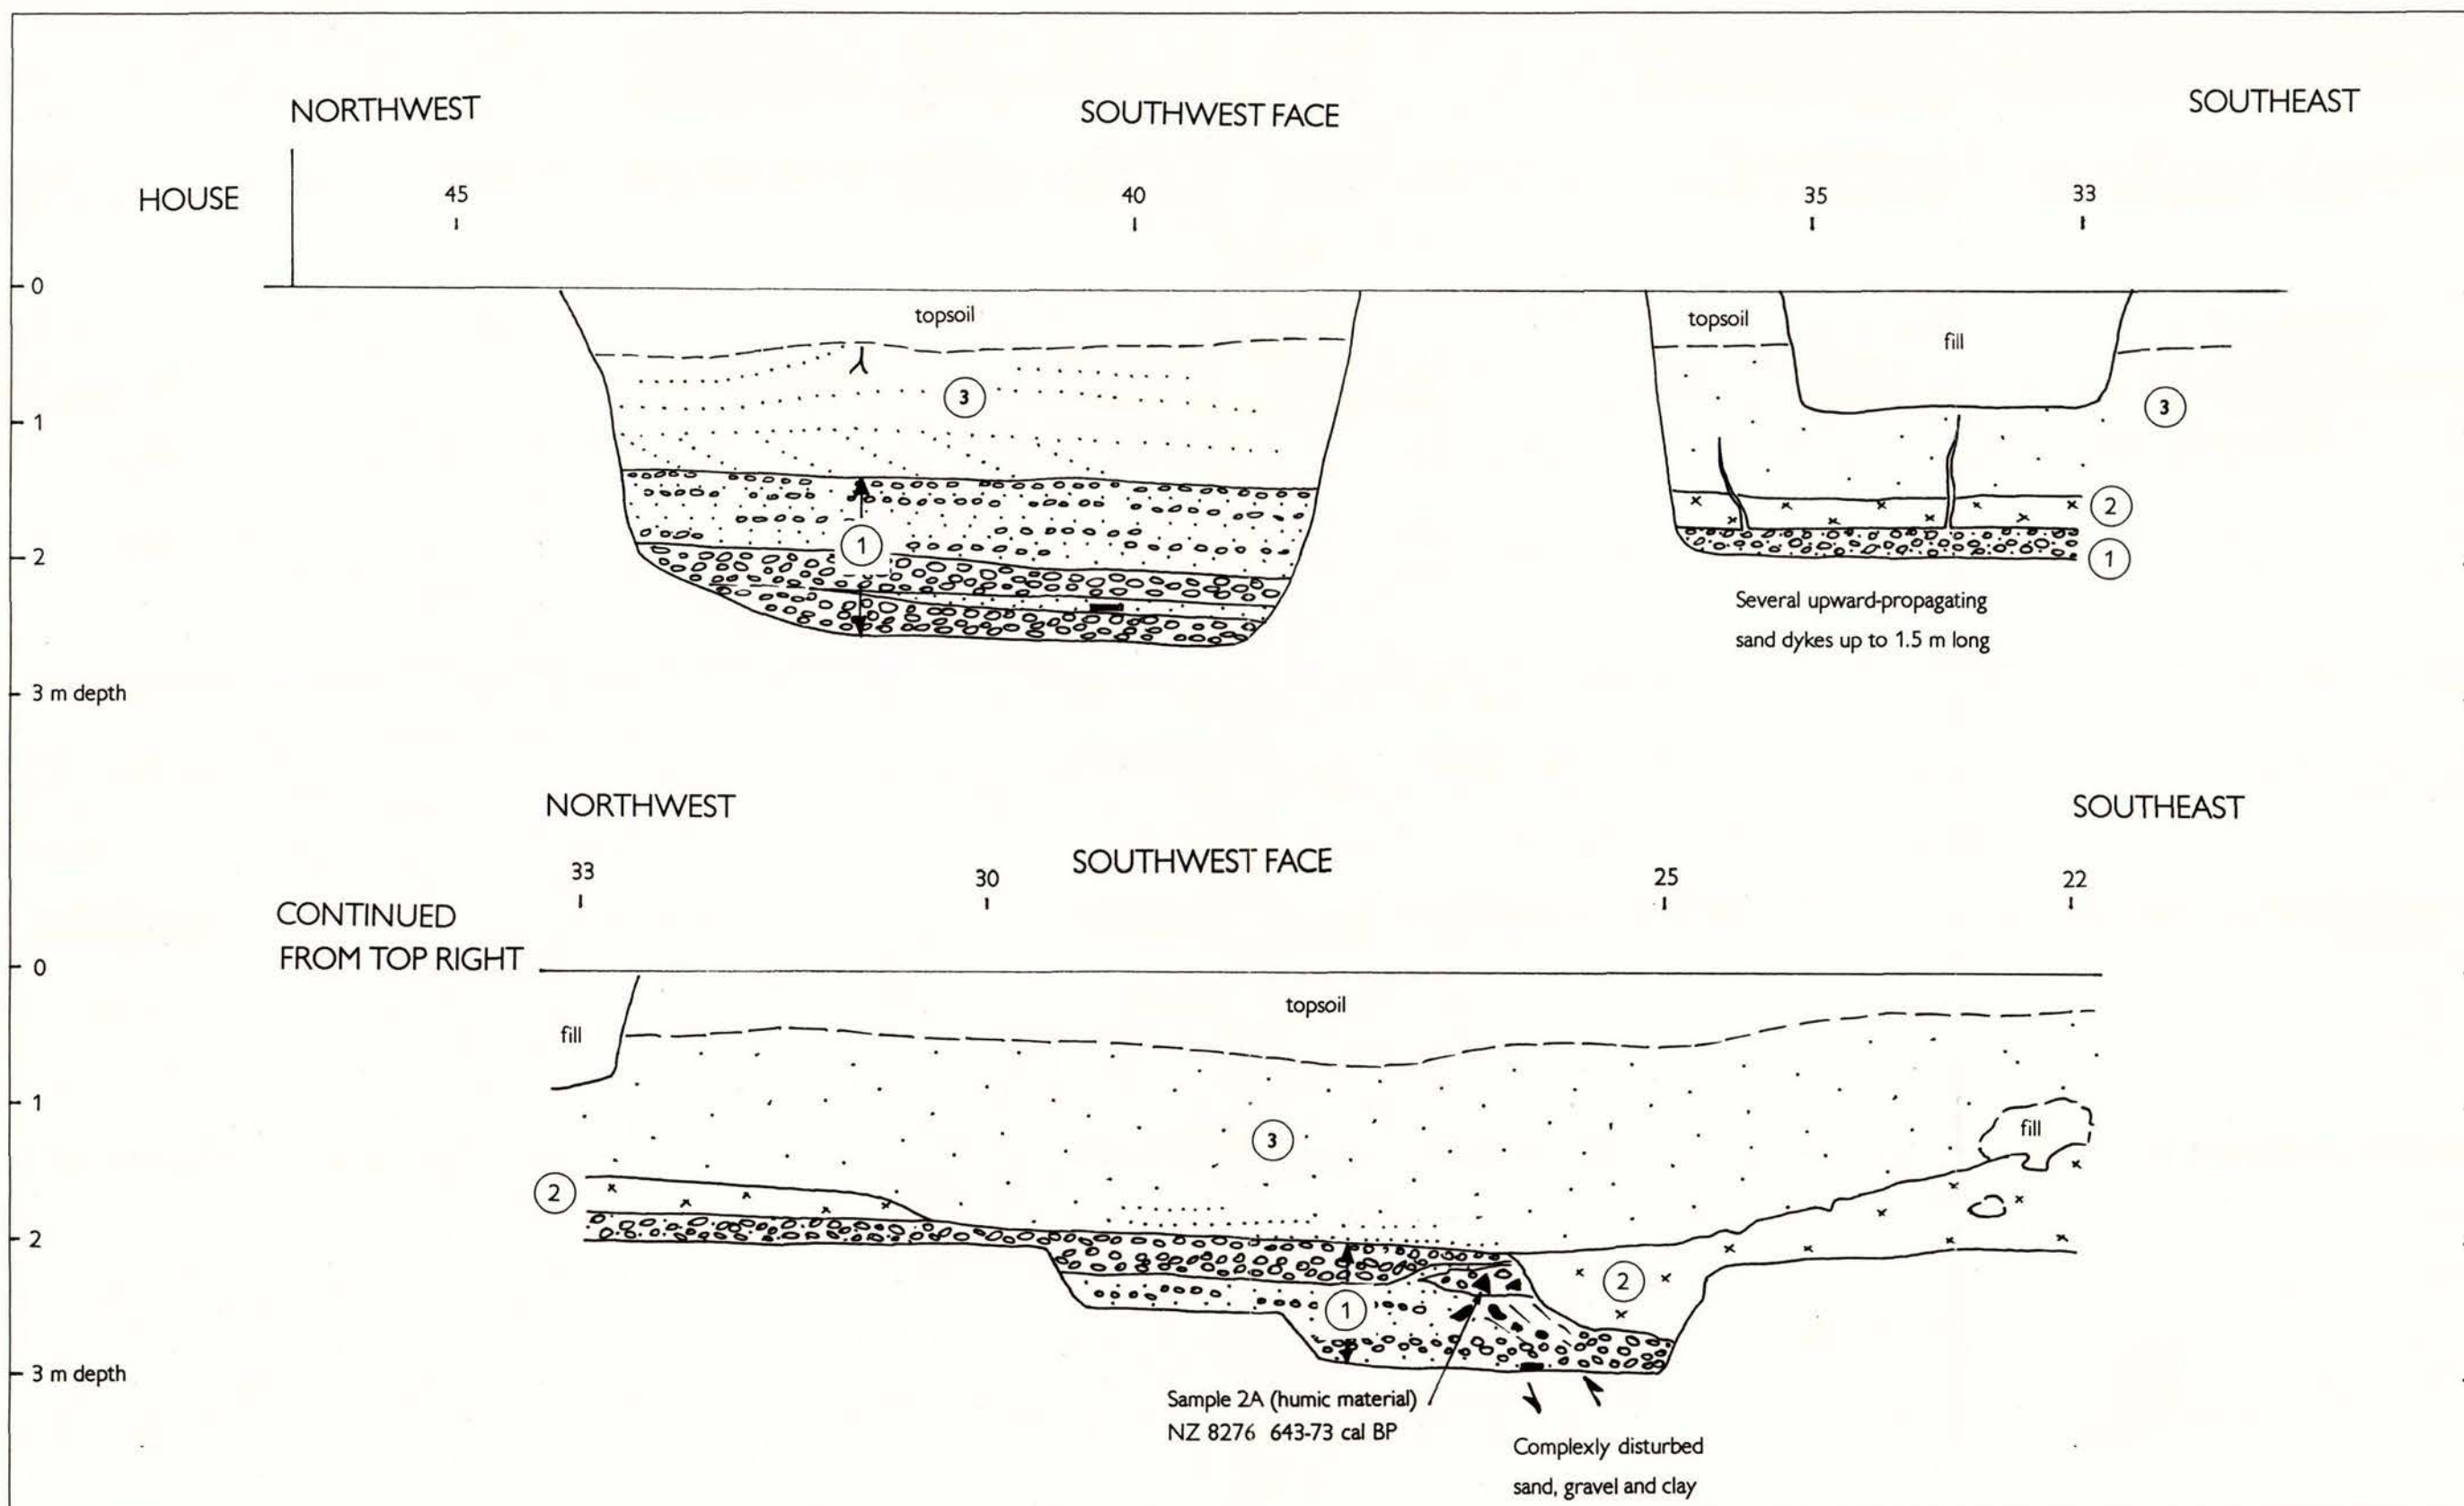 NORTHWEST
SOUTHWEST FACE
SOUTHEAST
HOUSE
45
40
35
33
0
topsoil
topsoil
fill
3
3
1
2
1
1
2
Several upward-propagating
sand dykes up to 1.5 m long
3 m depth
NORTHWEST
SOUTHEAST
33
30
SOUTHWEST FACE
25
22
CONTINUED
FROM TOP RIGHT
0
topsoil
fill
1
fill
3
2
2
2
1
3 m depth
Sample 2A (humic material)
NZ 8276 643-73 cal BP
Complexly disturbed
sand, gravel and clay